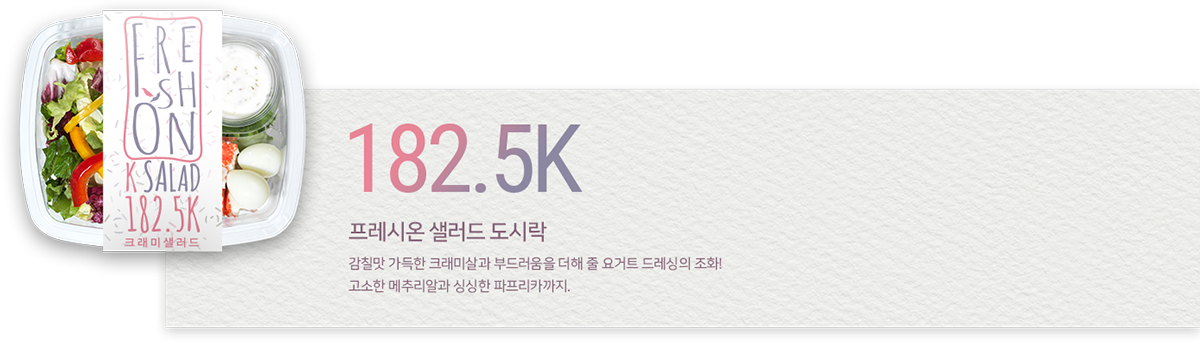 FRE
SH
ON
K SALAD
182.5K
크래미샐러드
182.5K
프레시온 샐러드 도시락
감칠맛 가득한 크래미살과 부드러움을 더해 줄 요거트 드레싱의 조화!
고소한 메추리알과 싱싱한 파프리카까지.